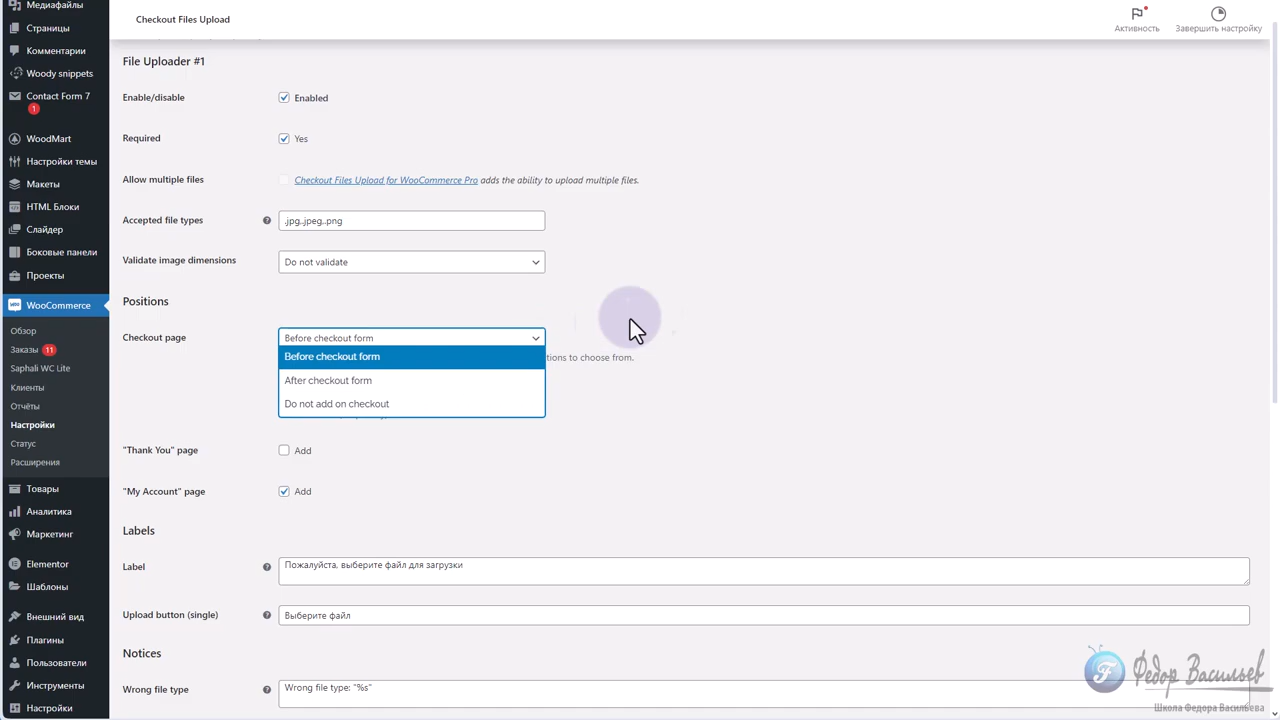 Медиафайлы
Страницы
Комментарии
Woody snippets
Contact Form 7
1
WoodMart
Настройки темы
Макеты
HTML Блоки
Слайдер
Боковые панели
Проекты
WooCommerce
Обзор
Заказы 11
Saphali WC Lite
Клиенты
Отчёты
Настройки
Статус
Расширения
Товары
Аналитика
Маркетинг
Elementor
Шаблоны
Внешний вид
Плагины
Пользователи
Инструменты
Настройки
Checkout Files Upload
Активность
Завершить настройку
File Uploader #1
Enable/disable
Enabled
Required
Yes
Allow multiple files
Checkout Files Upload for WooCommerce Pro adds the ability to upload multiple files.
Accepted file types
.jpg,.jpeg,.png
Validate image dimensions
Do not validate
Positions
Checkout page
Before checkout form
Before checkout form
tions to choose from.
After checkout form
Do not add on checkout
"Thank You" page
Add
"My Account" page
Add
Labels
Label
Пожалуйста, выберите файл для загрузки
Upload button (single)
Выберите файл
Notices
Wrong file type
Wrong file type: "%s"
Федор Васильев
Школа Федора Васильева